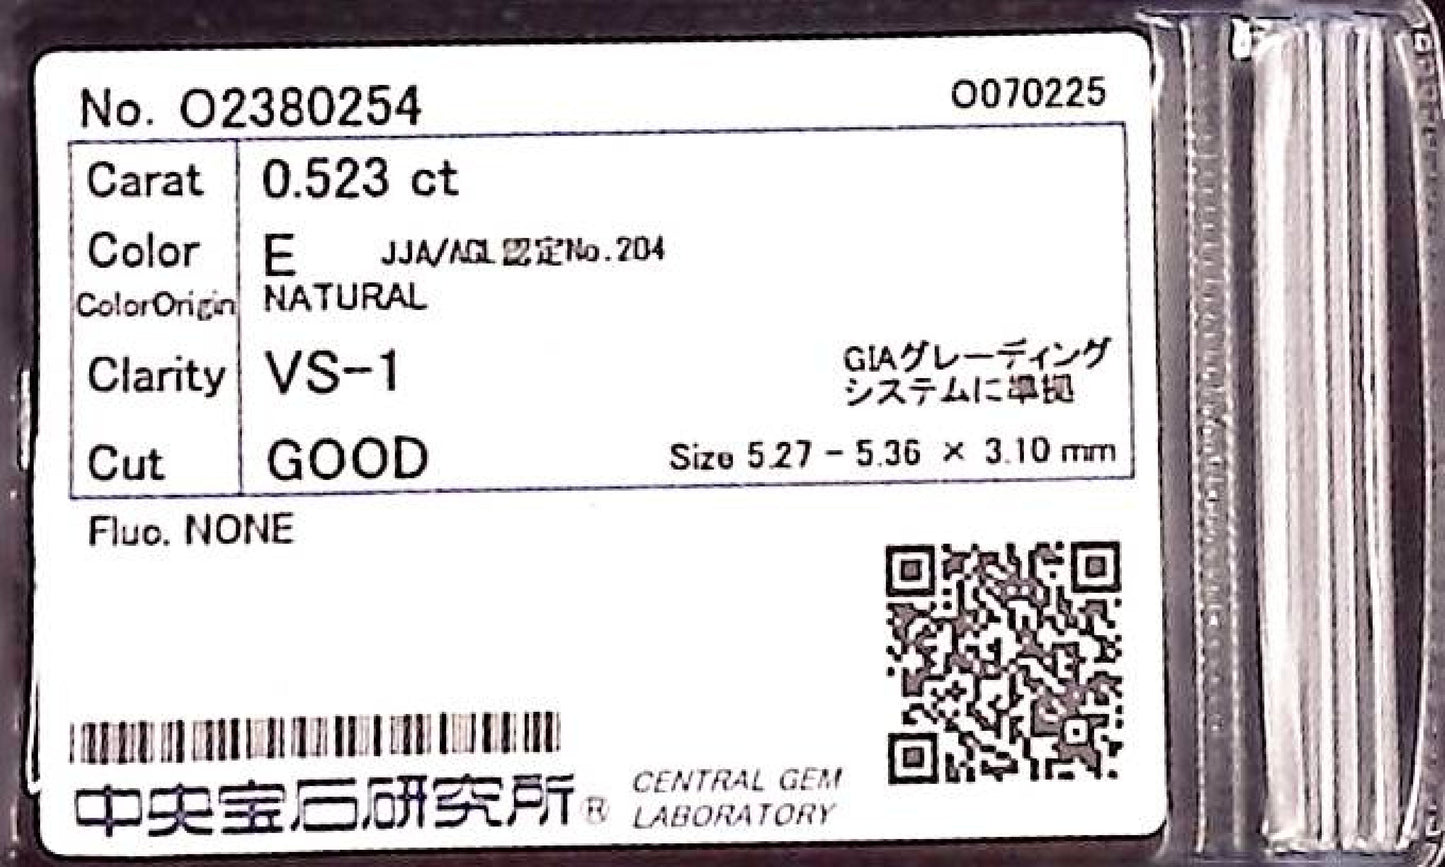 No. O2380254
O070225
Carat 0.523 ct
Color E JJA/AGL認定No.204
ColorOrigin NATURAL
Clarity VS-1
GIAグレーディング
システムに準拠
Cut GOOD Size 5.27 - 5.36 × 3.10 mm
Fluo. NONE
中央宝石研究所® CENTRAL GEM
LABORATORY